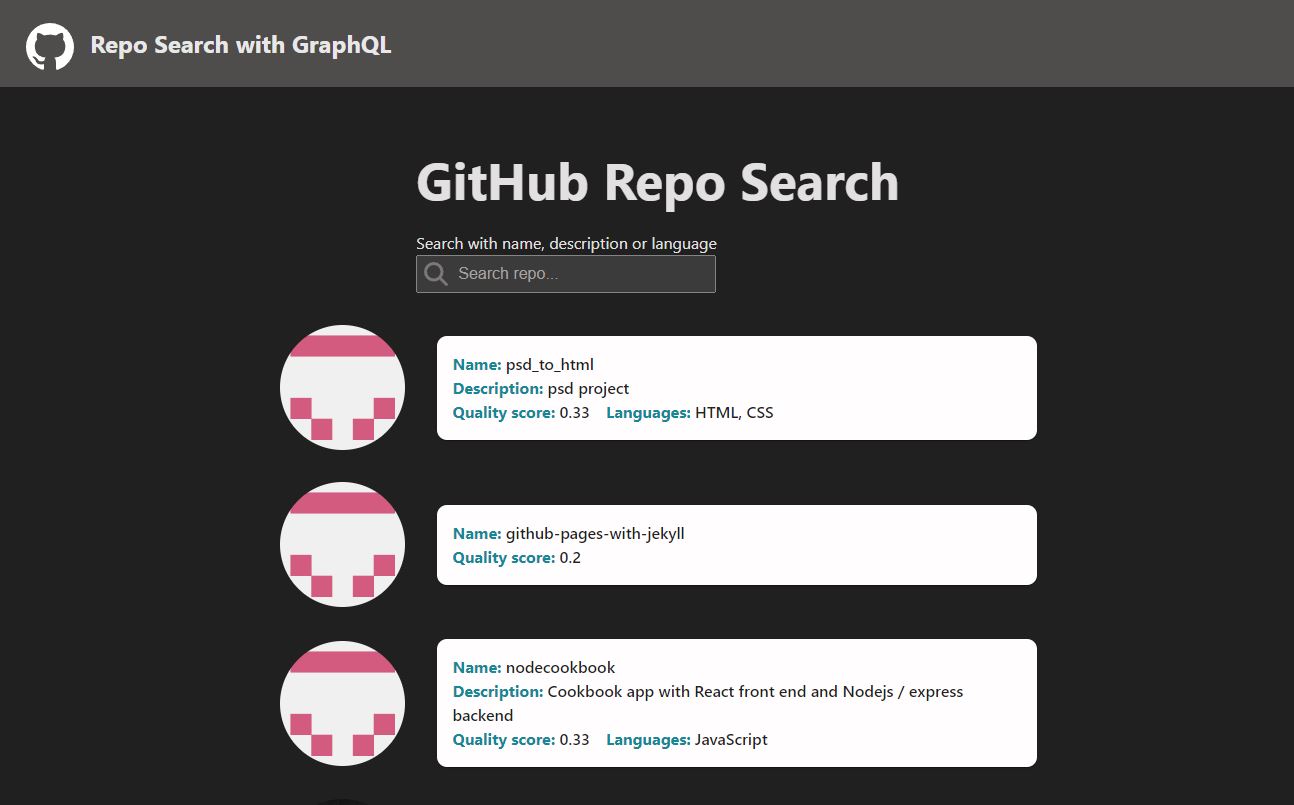 Repo Search with GraphQL
GitHub Repo Search
Search with name, description or language
Search repo...
Name: psd_to_html
Description: psd project
Quality score: 0.33 Languages: HTML, CSS
Name: github-pages-with-jekyll
Quality score: 0.2
Name: nodecookbook
Description: Cookbook app with React front end and Nodejs / express
backend
Quality score: 0.33 Languages: JavaScript